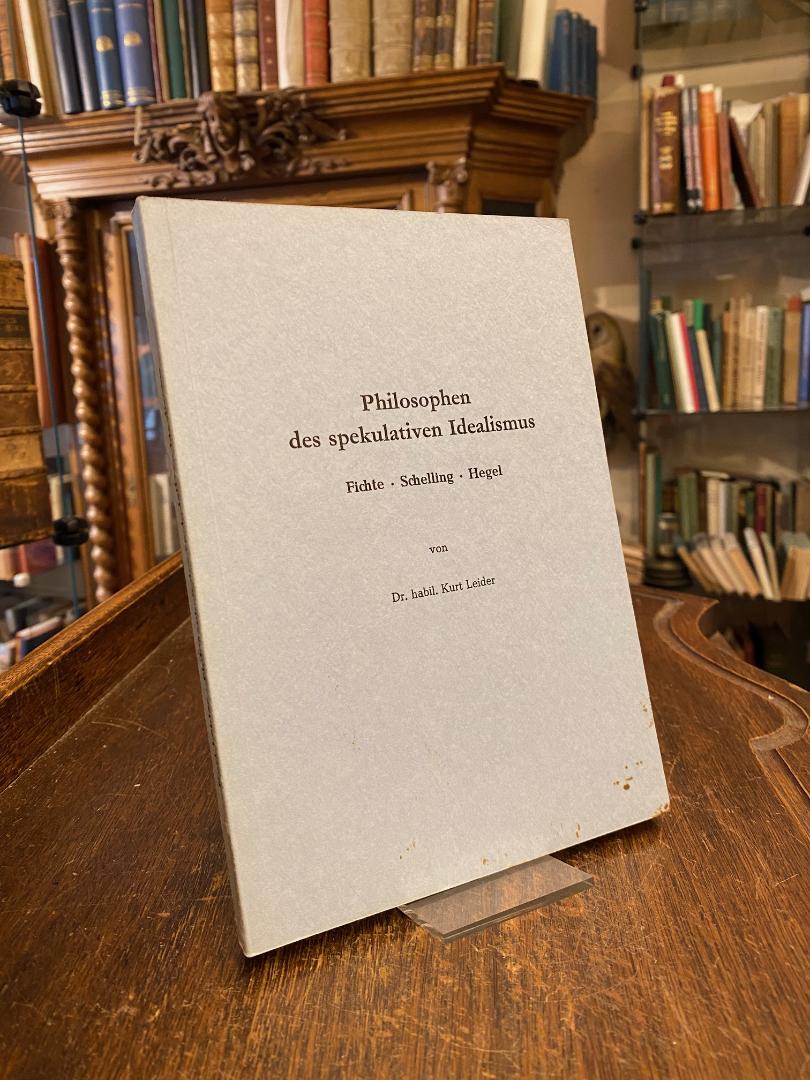 Philosophen
des spekulativen Idealismus
Fichte · Schelling · Hegel
von
Dr. habil. Kurt Leider